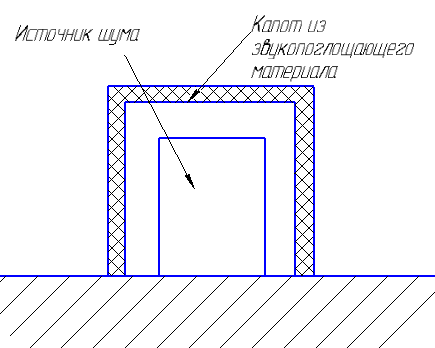 Источник шума
Капот из
звукопоглощающего
материала